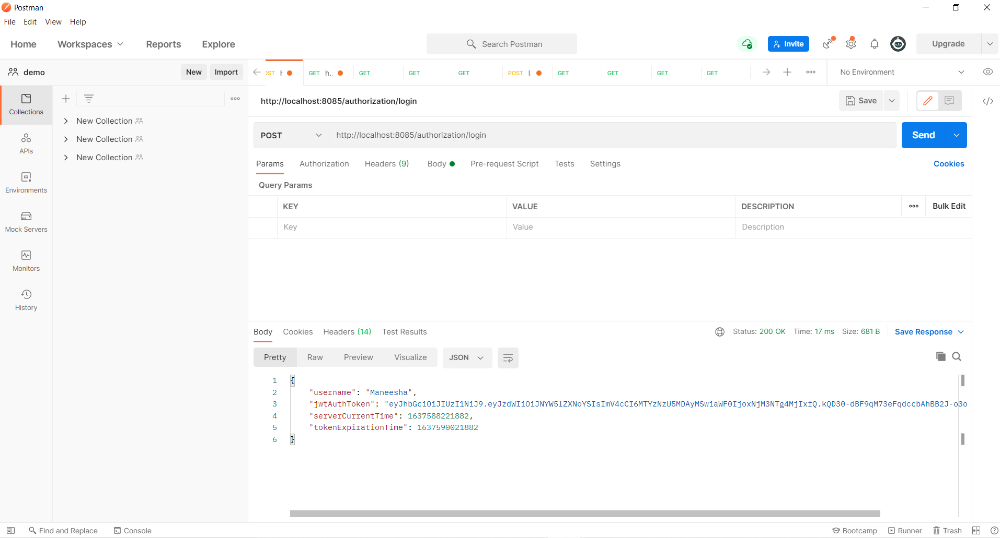 Postman
File Edit View Help
Home Workspaces Reports Explore Search Postman Invite Upgrade
demo New Import
OST GET h.. GET GET GET POST l. GET GET GET GET No Environment
http://localhost:8085/authorization/login Save
Collections
New Collection
New Collection
New Collection
APIs
Environments
Mock Servers
Monitors
History
POST http://localhost:8085/authorization/login Send
Params Authorization Headers (9) Body Pre-request Script Tests Settings Cookies
Query Params
KEY VALUE DESCRIPTION Bulk Edit
Key Value Description
Body Cookies Headers (14) Test Results Status: 200 OK Time: 17 ms Size: 681 B Save Response
Pretty Raw Preview Visualize JSON
1 {
2 "username": "Maneesha",
3 "jwtAuthToken": "eyJhbGciOiJIUzI1NiJ9.eyJzdWIiOiJNYW5lZXNoYSIsImV4cCI6MTYzNzU5MDAyMSwiaWF0IjoxNjM3NTg4MjIxfQ.kQD30-dBF9qM73eFqdccbAhBB2J-o3o
4 "serverCurrentTime": 1637588221882,
5 "tokenExpirationTime": 1637590021882
6 }
Find and Replace Console Bootcamp Runner Trash